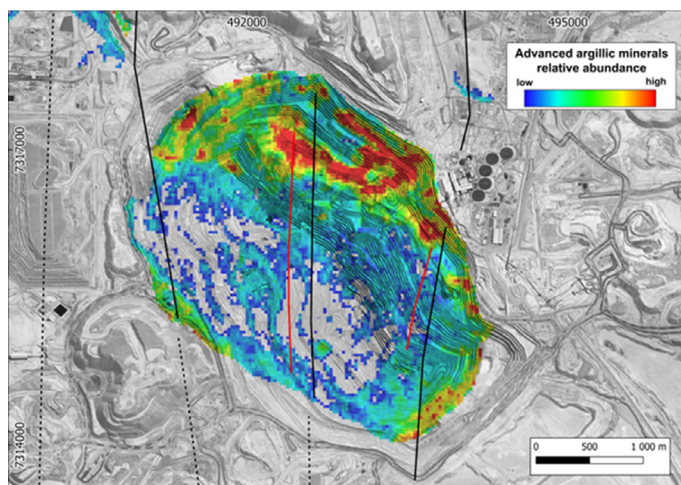 492000
495000
Advanced argillic minerals
relative abundance
low
high
7317000
7314000
0
500
1 000 m